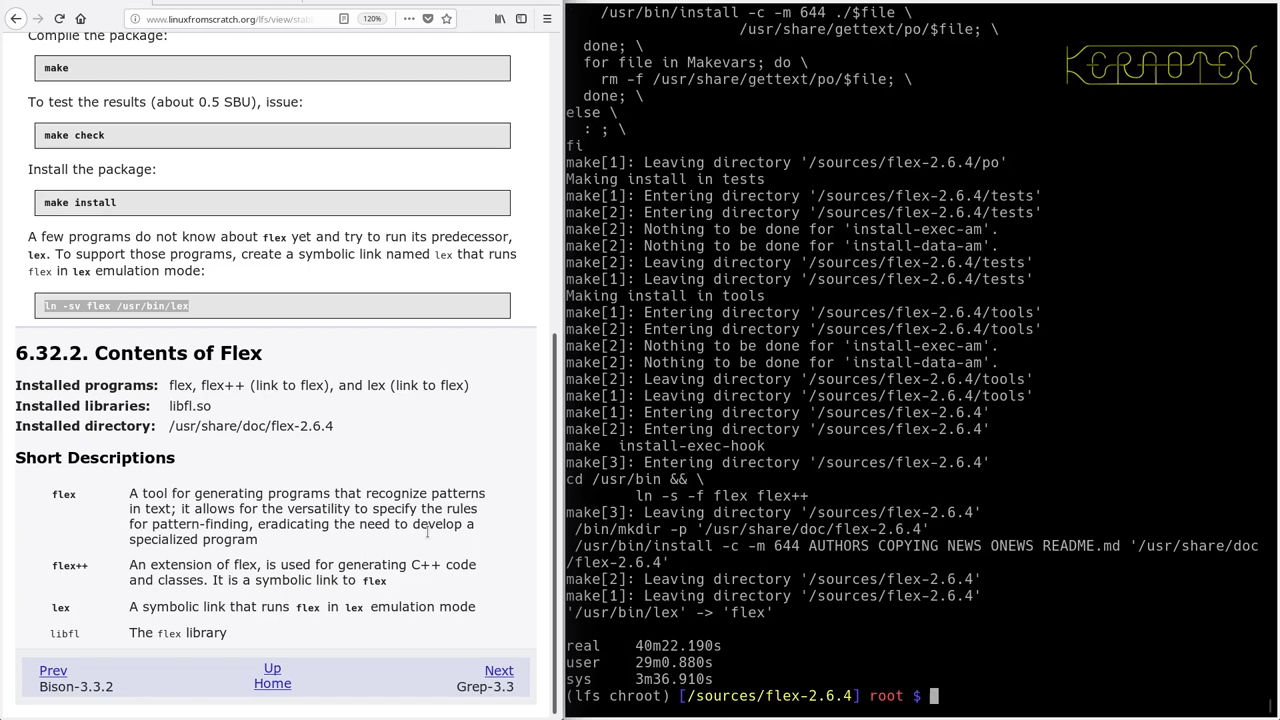 www.linuxfromscratch.org/lfs/view/stab
120%
Compile the package:
make
To test the results (about 0.5 SBU), issue:
make check
Install the package:
make install
A few programs do not know about flex yet and try to run its predecessor,
lex. To support those programs, create a symbolic link named lex that runs
flex in lex emulation mode:
ln -sv flex /usr/bin/lex
6.32.2. Contents of Flex
Installed programs: flex, flex++ (link to flex), and lex (link to flex)
Installed libraries: libfl.so
Installed directory: /usr/share/doc/flex-2.6.4
Short Descriptions
flex A tool for generating programs that recognize patterns
in text; it allows for the versatility to specify the rules
for pattern-finding, eradicating the need to develop a
specialized program
flex++ An extension of flex, is used for generating C++ code
and classes. It is a symbolic link to flex
lex A symbolic link that runs flex in lex emulation mode
libfl The flex library
Prev Up Next
Bison-3.3.2 Home Grep-3.3
/usr/bin/install -c -m 644 ./$file \
/usr/share/gettext/po/$file; \
done; \
for file in Makevars; do \
rm -f /usr/share/gettext/po/$file; \
done; \
else \
: ; \
fi
make[1]: Leaving directory '/sources/flex-2.6.4/po'
Making install in tests
make[1]: Entering directory '/sources/flex-2.6.4/tests'
make[2]: Entering directory '/sources/flex-2.6.4/tests'
make[2]: Nothing to be done for 'install-exec-am'.
make[2]: Nothing to be done for 'install-data-am'.
make[2]: Leaving directory '/sources/flex-2.6.4/tests'
make[1]: Leaving directory '/sources/flex-2.6.4/tests'
Making install in tools
make[1]: Entering directory '/sources/flex-2.6.4/tools'
make[2]: Entering directory '/sources/flex-2.6.4/tools'
make[2]: Nothing to be done for 'install-exec-am'.
make[2]: Nothing to be done for 'install-data-am'.
make[2]: Leaving directory '/sources/flex-2.6.4/tools'
make[1]: Leaving directory '/sources/flex-2.6.4/tools'
make[1]: Entering directory '/sources/flex-2.6.4'
make[2]: Entering directory '/sources/flex-2.6.4'
make  install-exec-hook
make[3]: Entering directory '/sources/flex-2.6.4'
cd /usr/bin && \
ln -s -f flex flex++
make[3]: Leaving directory '/sources/flex-2.6.4'
/bin/mkdir -p '/usr/share/doc/flex-2.6.4'
/usr/bin/install -c -m 644 AUTHORS COPYING NEWS ONEWS README.md '/usr/share/doc
/flex-2.6.4'
make[2]: Leaving directory '/sources/flex-2.6.4'
make[1]: Leaving directory '/sources/flex-2.6.4'
'/usr/bin/lex' -> 'flex'
real 40m22.190s
user 29m0.880s
sys 3m36.910s
(lfs chroot) [/sources/flex-2.6.4] root $